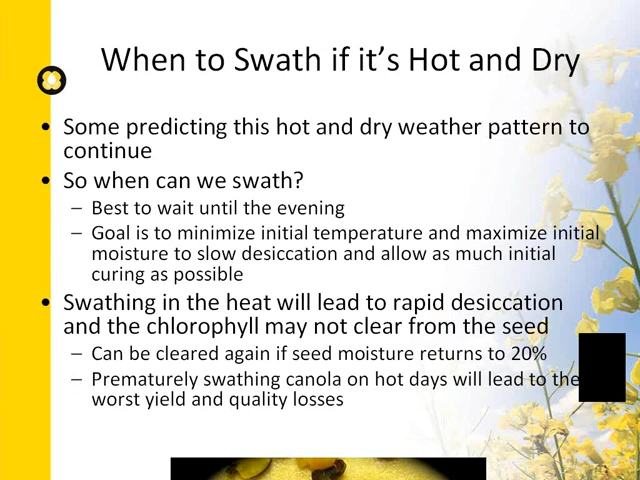 When to Swath if it's Hot and Dry
• Some predicting this hot and dry weather pattern to
continue
• So when can we swath?
– Best to wait until the evening
– Goal is to minimize initial temperature and maximize initial
moisture to slow desiccation and allow as much initial
curing as possible
• Swathing in the heat will lead to rapid desiccation
and the chlorophyll may not clear from the seed
– Can be cleared again if seed moisture returns to 20%
– Prematurely swathing canola on hot days will lead to the
worst yield and quality losses